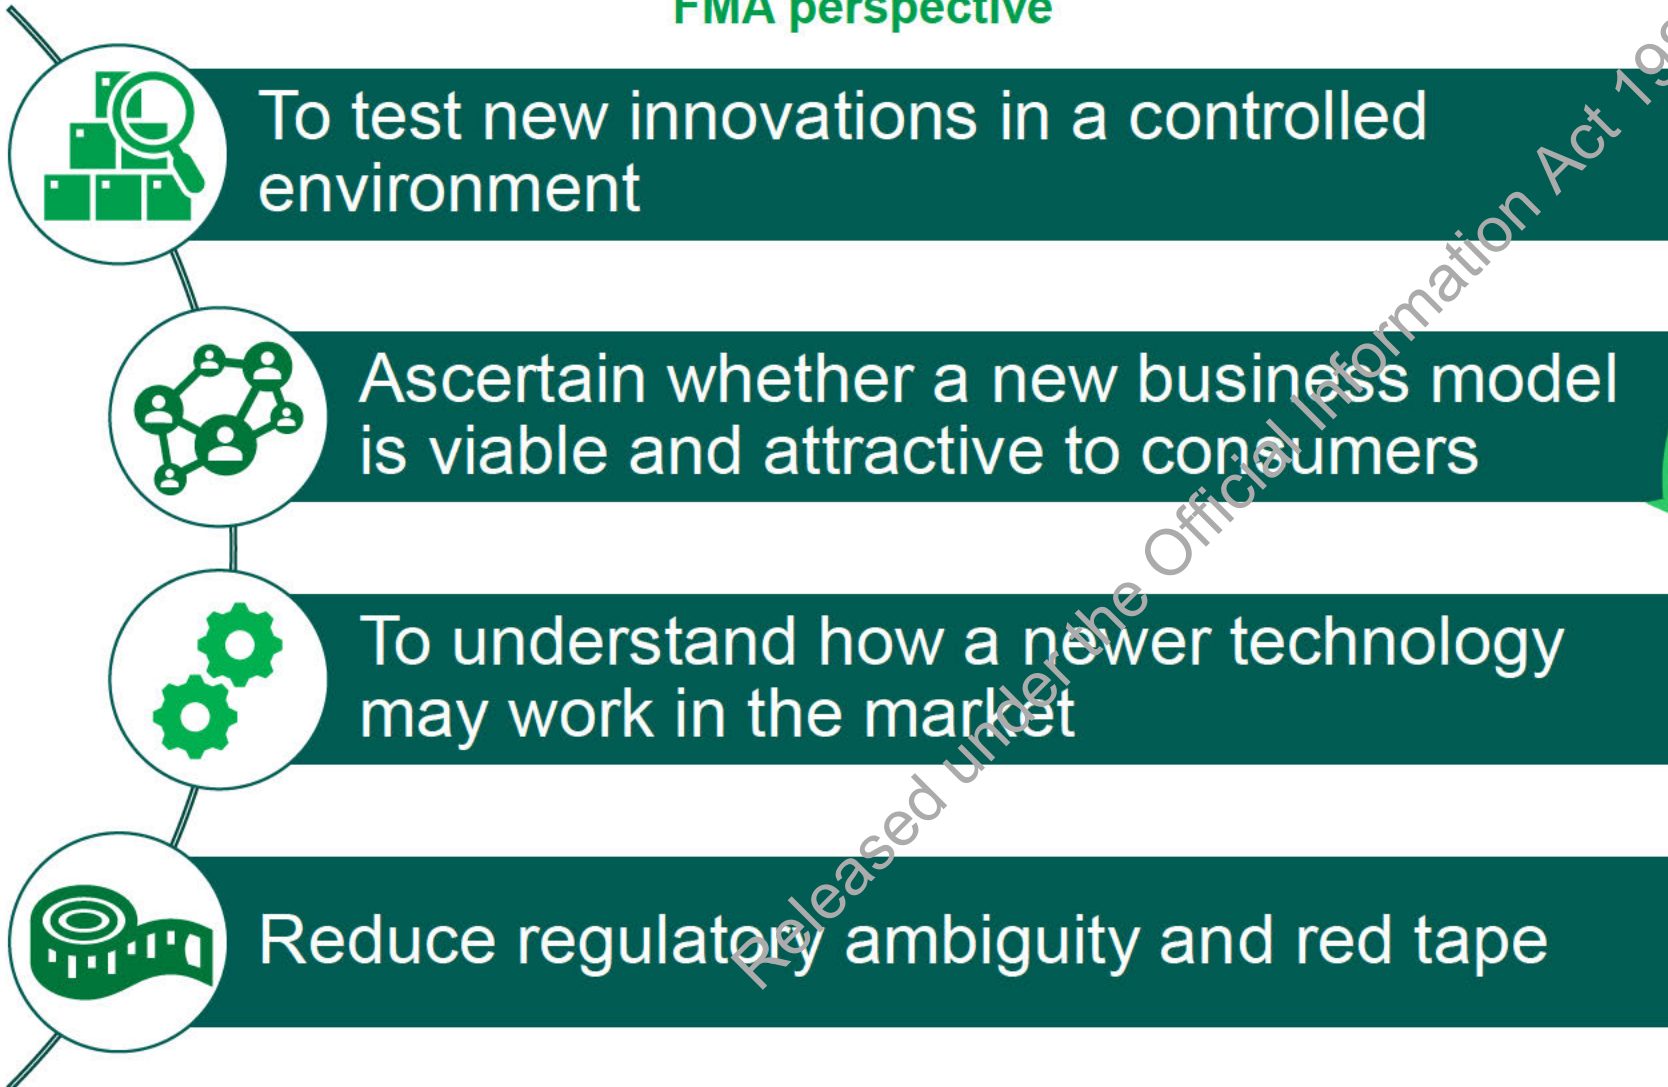 FMA perspective
To test new innovations in a controlled
environment
Ascertain whether a new business model
is viable and attractive to consumers
To understand how a newer technology
may work in the market
Reduce regulatory ambiguity and red tape
Released under the Official Information Act